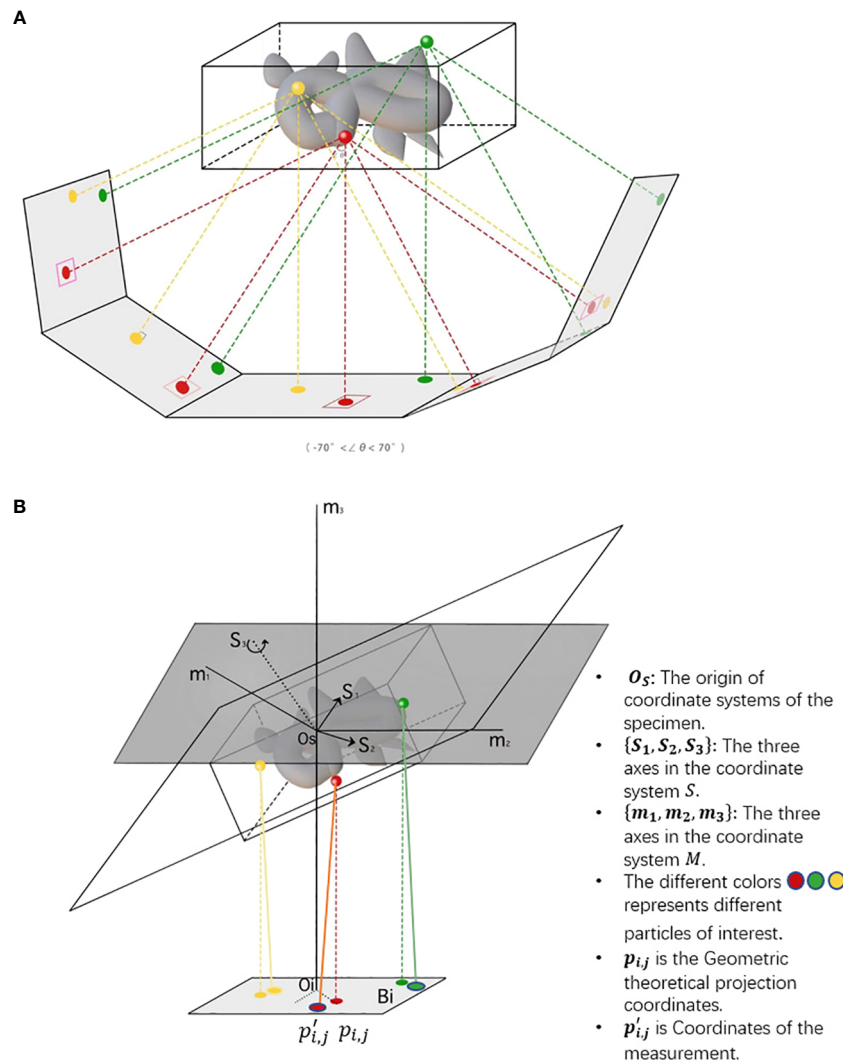 A
( -70° <∠ θ < 70° )
B
m₃
S₃
m₁
S₁
Os
S₂
m₂
Oi
Bi
p′i,j pi,j
• Os: The origin of
coordinate systems of the
specimen.
• {S₁, S₂, S₃}: The three
axes in the coordinate
system S.
• {m₁, m₂, m₃}: The three
axes in the coordinate
system M.
• The different colors
represents different
particles of interest.
• pi,j is the Geometric
theoretical projection
coordinates.
• p′i,j is Coordinates of the
measurement.